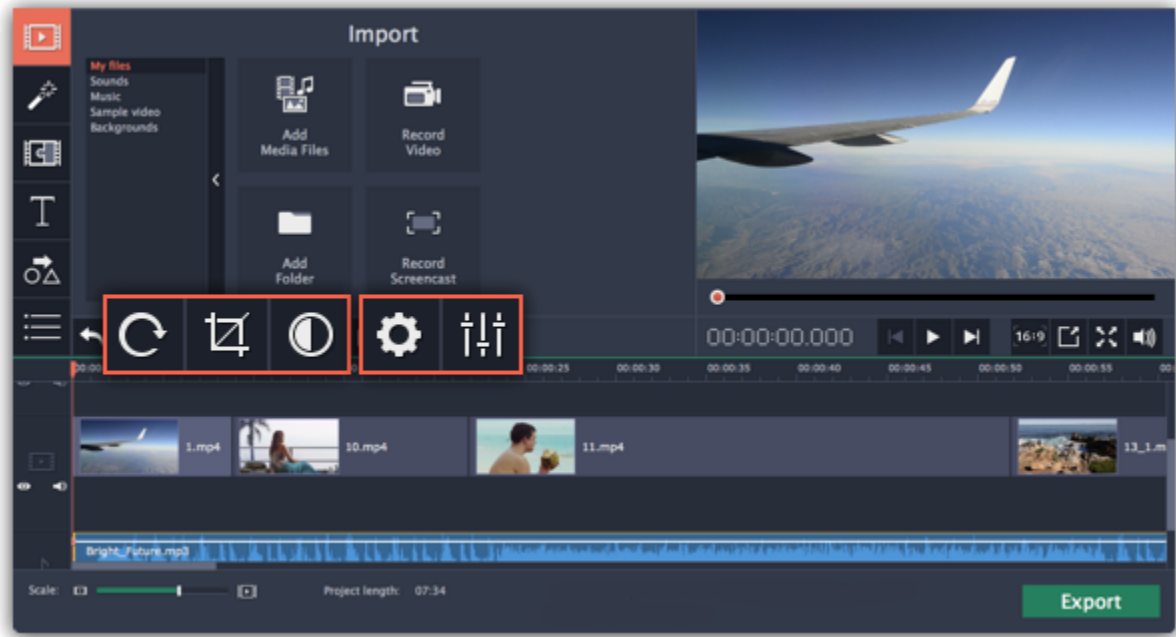 Import
My files
Sounds
Music
Sample video
Backgrounds
Add
Media Files
Record
Video
Add
Folder
Record
Screencast
T
00:00:00.000
16:9
00:00:25
00:00:30
00:00:35
00:00:40
00:00:45
00:00:50
00:00:55
1.mp4
10.mp4
11.mp4
13_1.m
Bright_Future.mp3
Scale:
Project length: 07:34
Export